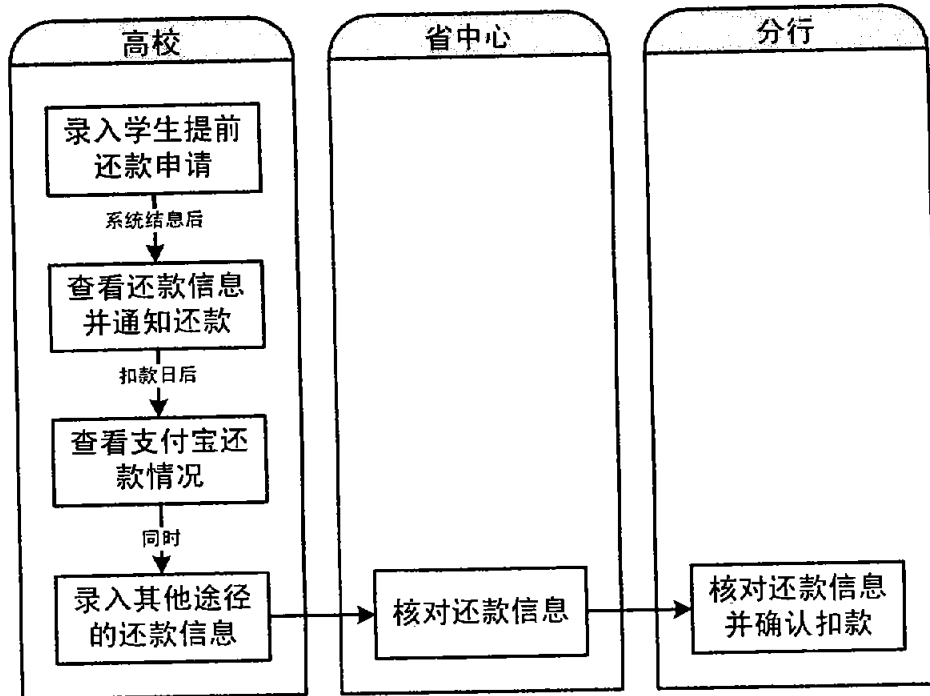 高校
省中心
分行
录入学生提前
还款申请
系统结息后
查看还款信息
并通知还款
扣款日后
查看支付宝还
款情况
同时
录入其他途径
的还款信息
核对还款信息
核对还款信息
并确认扣款